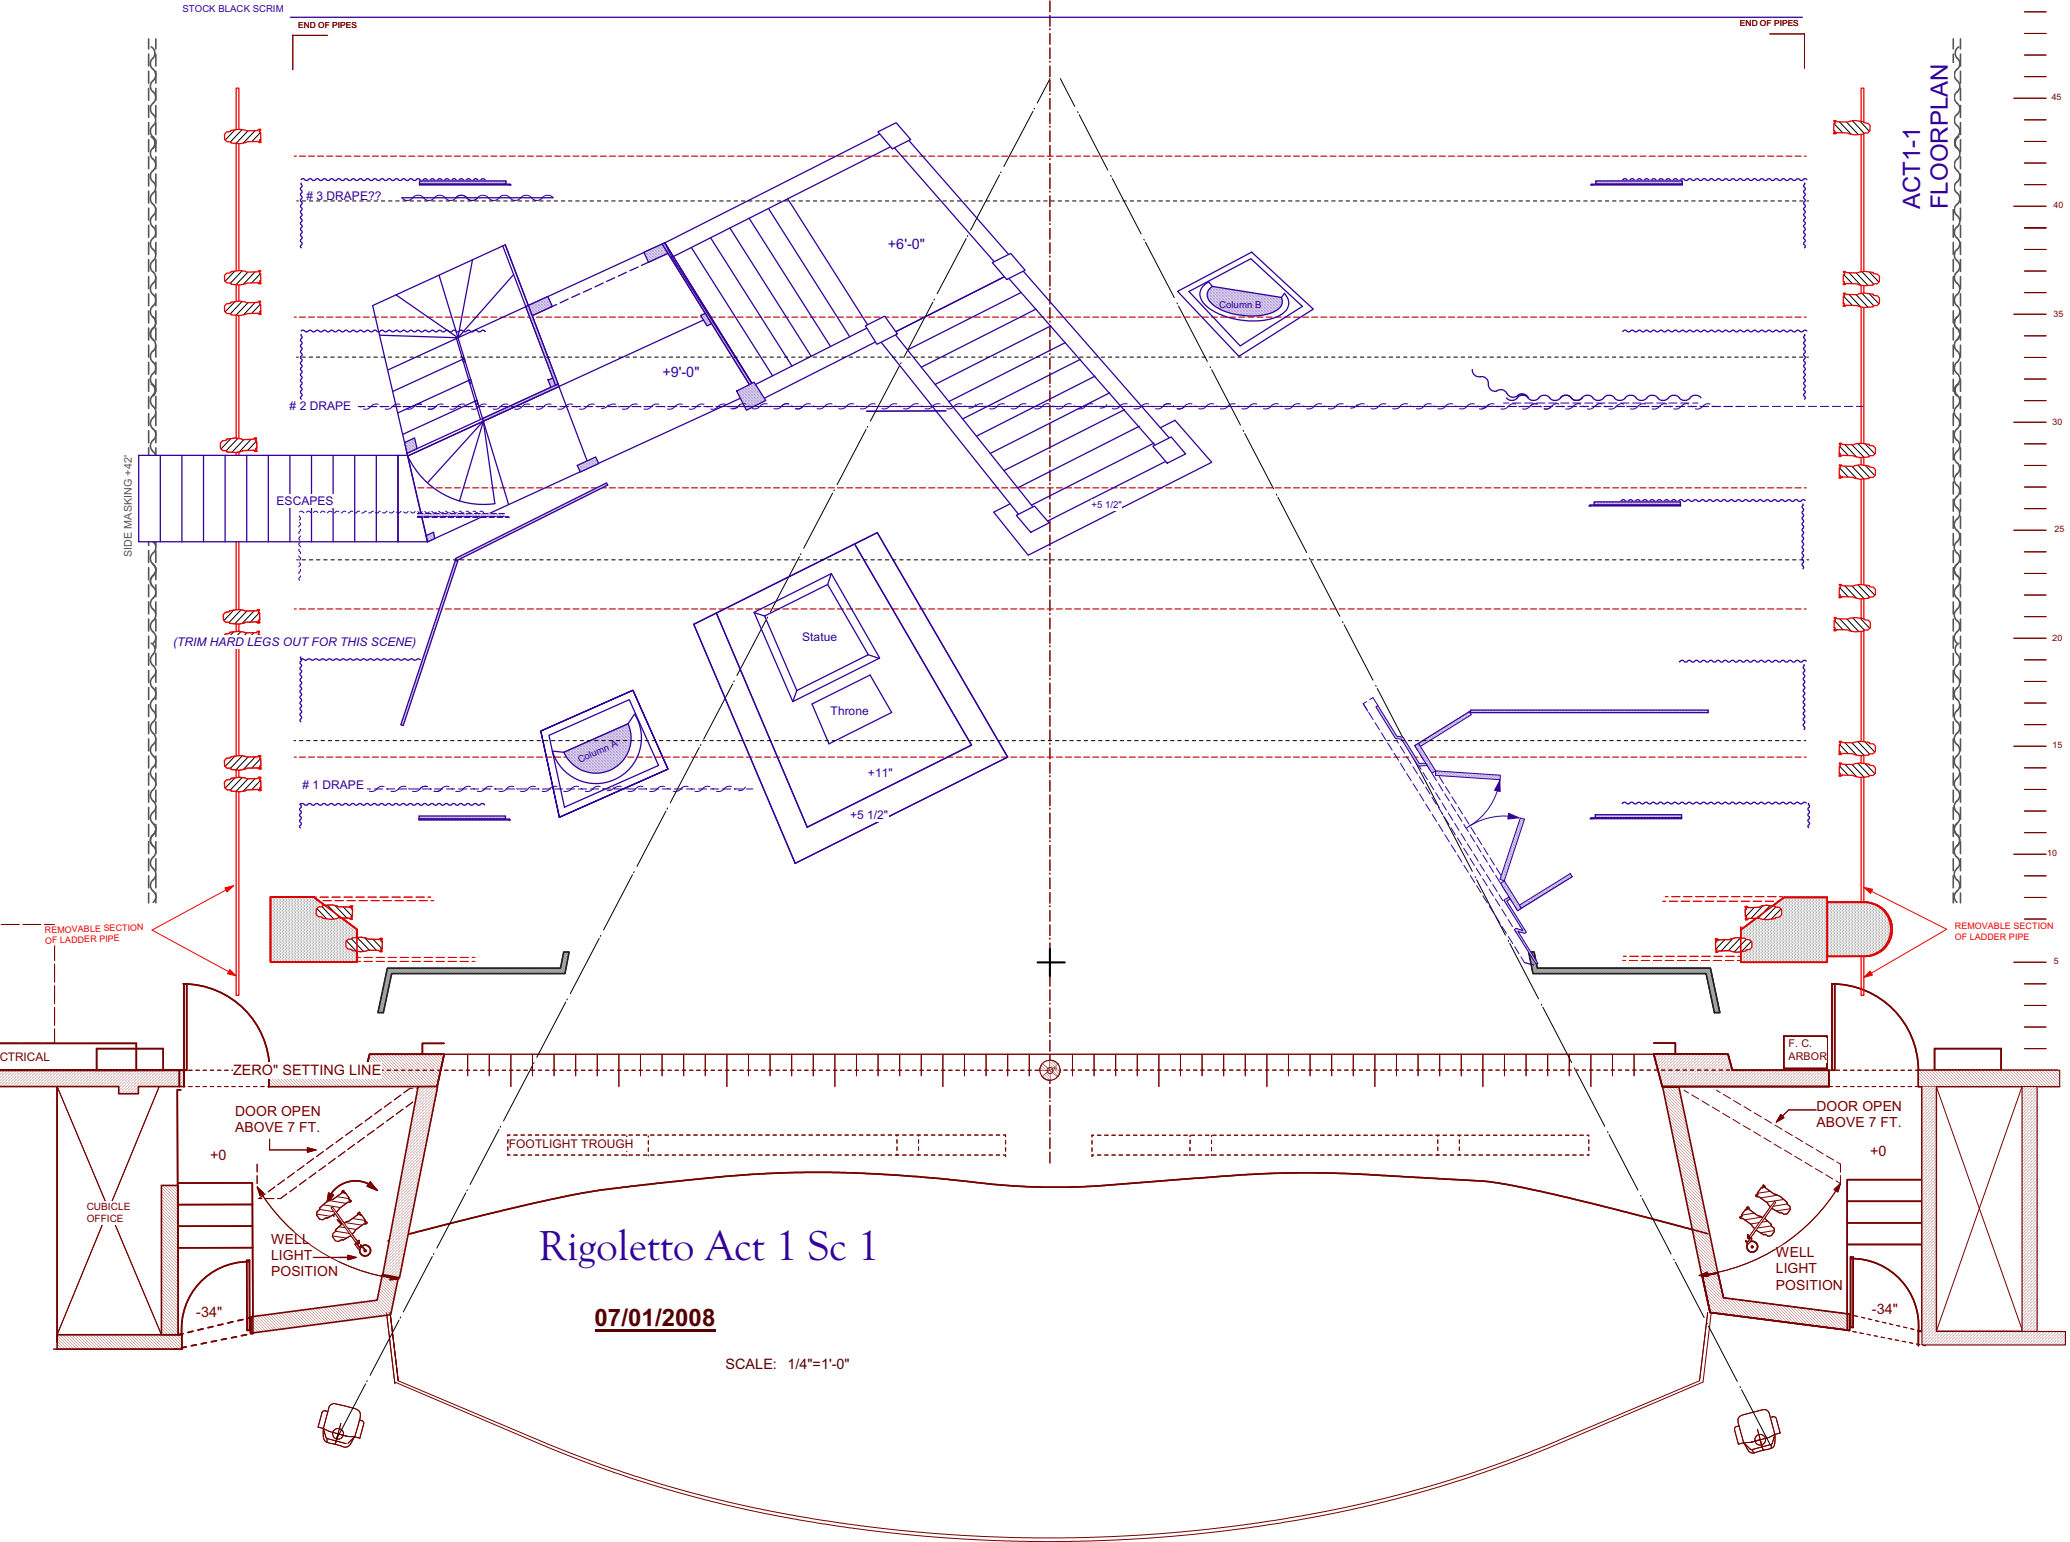 STOCK BLACK SCRIM
END OF PIPES
END OF PIPES
ACT1-1
FLOORPLAN
45
# 3 DRAPE??
40
+6'-0"
Column B
35
+9'-0"
# 2 DRAPE
30
SIDE MASKING +42'
ESCAPES
+5 1/2"
25
Statue
(TRIM HARD LEGS OUT FOR THIS SCENE)
20
Throne
Column A
15
+11"
# 1 DRAPE
+5 1/2"
10
REMOVABLE SECTION
OF LADDER PIPE
REMOVABLE SECTION
OF LADDER PIPE
5
CTRICAL
F. C.
ARBOR
ZERO" SETTING LINE
DOOR OPEN
ABOVE 7 FT.
DOOR OPEN
ABOVE 7 FT.
FOOTLIGHT TROUGH
+0
+0
CUBICLE
OFFICE
WELL
LIGHT
POSITION
WELL
LIGHT
POSITION
Rigoletto Act 1 Sc 1
-34"
-34"
07/01/2008
SCALE: 1/4"=1'-0"